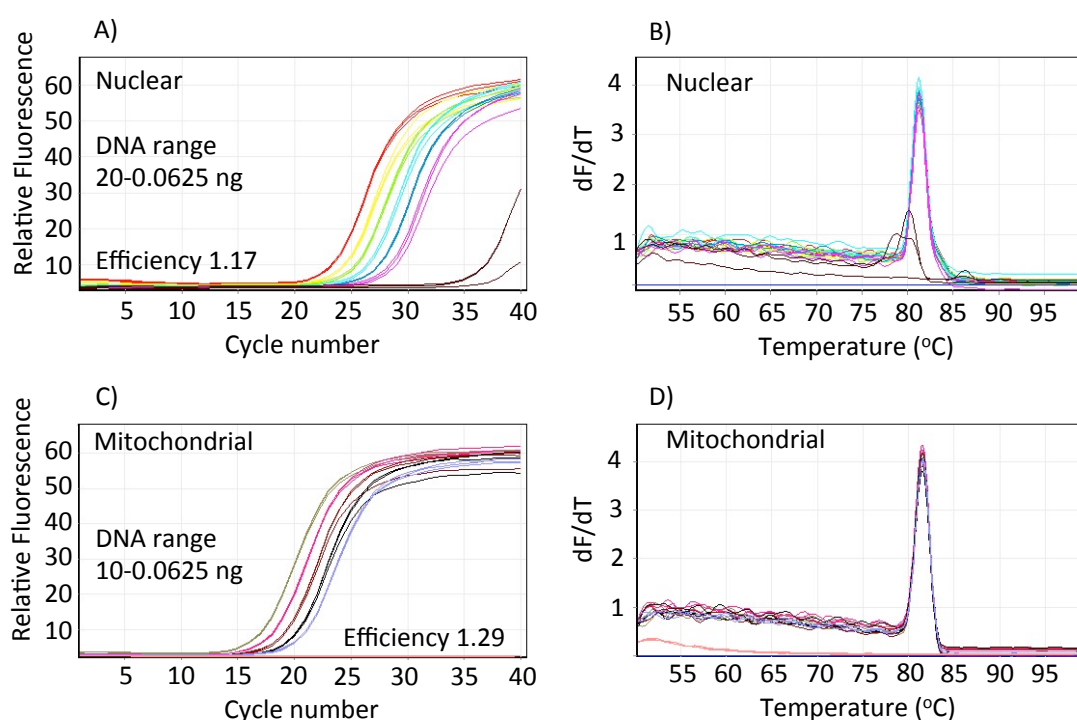 A)
Nuclear
DNA range
20-0.0625 ng
Efficiency 1.17
Relative Fluorescence
60
50
40
30
20
10
5 10 15 20 25 30 35 40
Cycle number
B)
Nuclear
dF/dT
4
3
2
1
55 60 65 70 75 80 85 90 95
Temperature (°C)
C)
Mitochondrial
DNA range
10-0.0625 ng
Efficiency 1.29
Relative Fluorescence
60
50
40
30
20
10
5 10 15 20 25 30 35 40
Cycle number
D)
Mitochondrial
dF/dT
4
3
2
1
55 60 65 70 75 80 85 90 95
Temperature (°C)